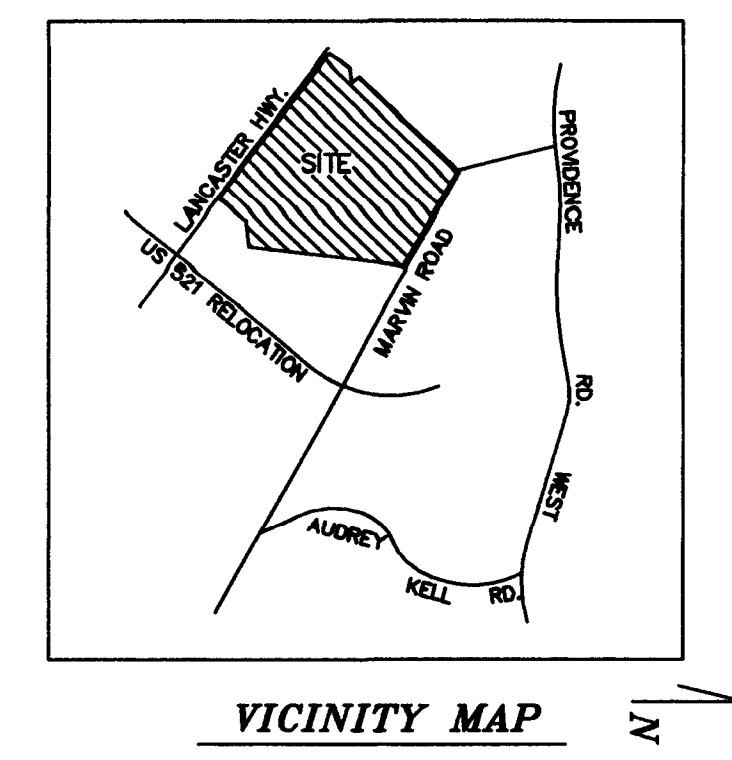 LANCASTER HWY.
SITE
PROVIDENCE
RD.
WEST
MARVIN ROAD
US 521 RELOCATION
AUDREY
KELL RD.
VICINITY MAP
N